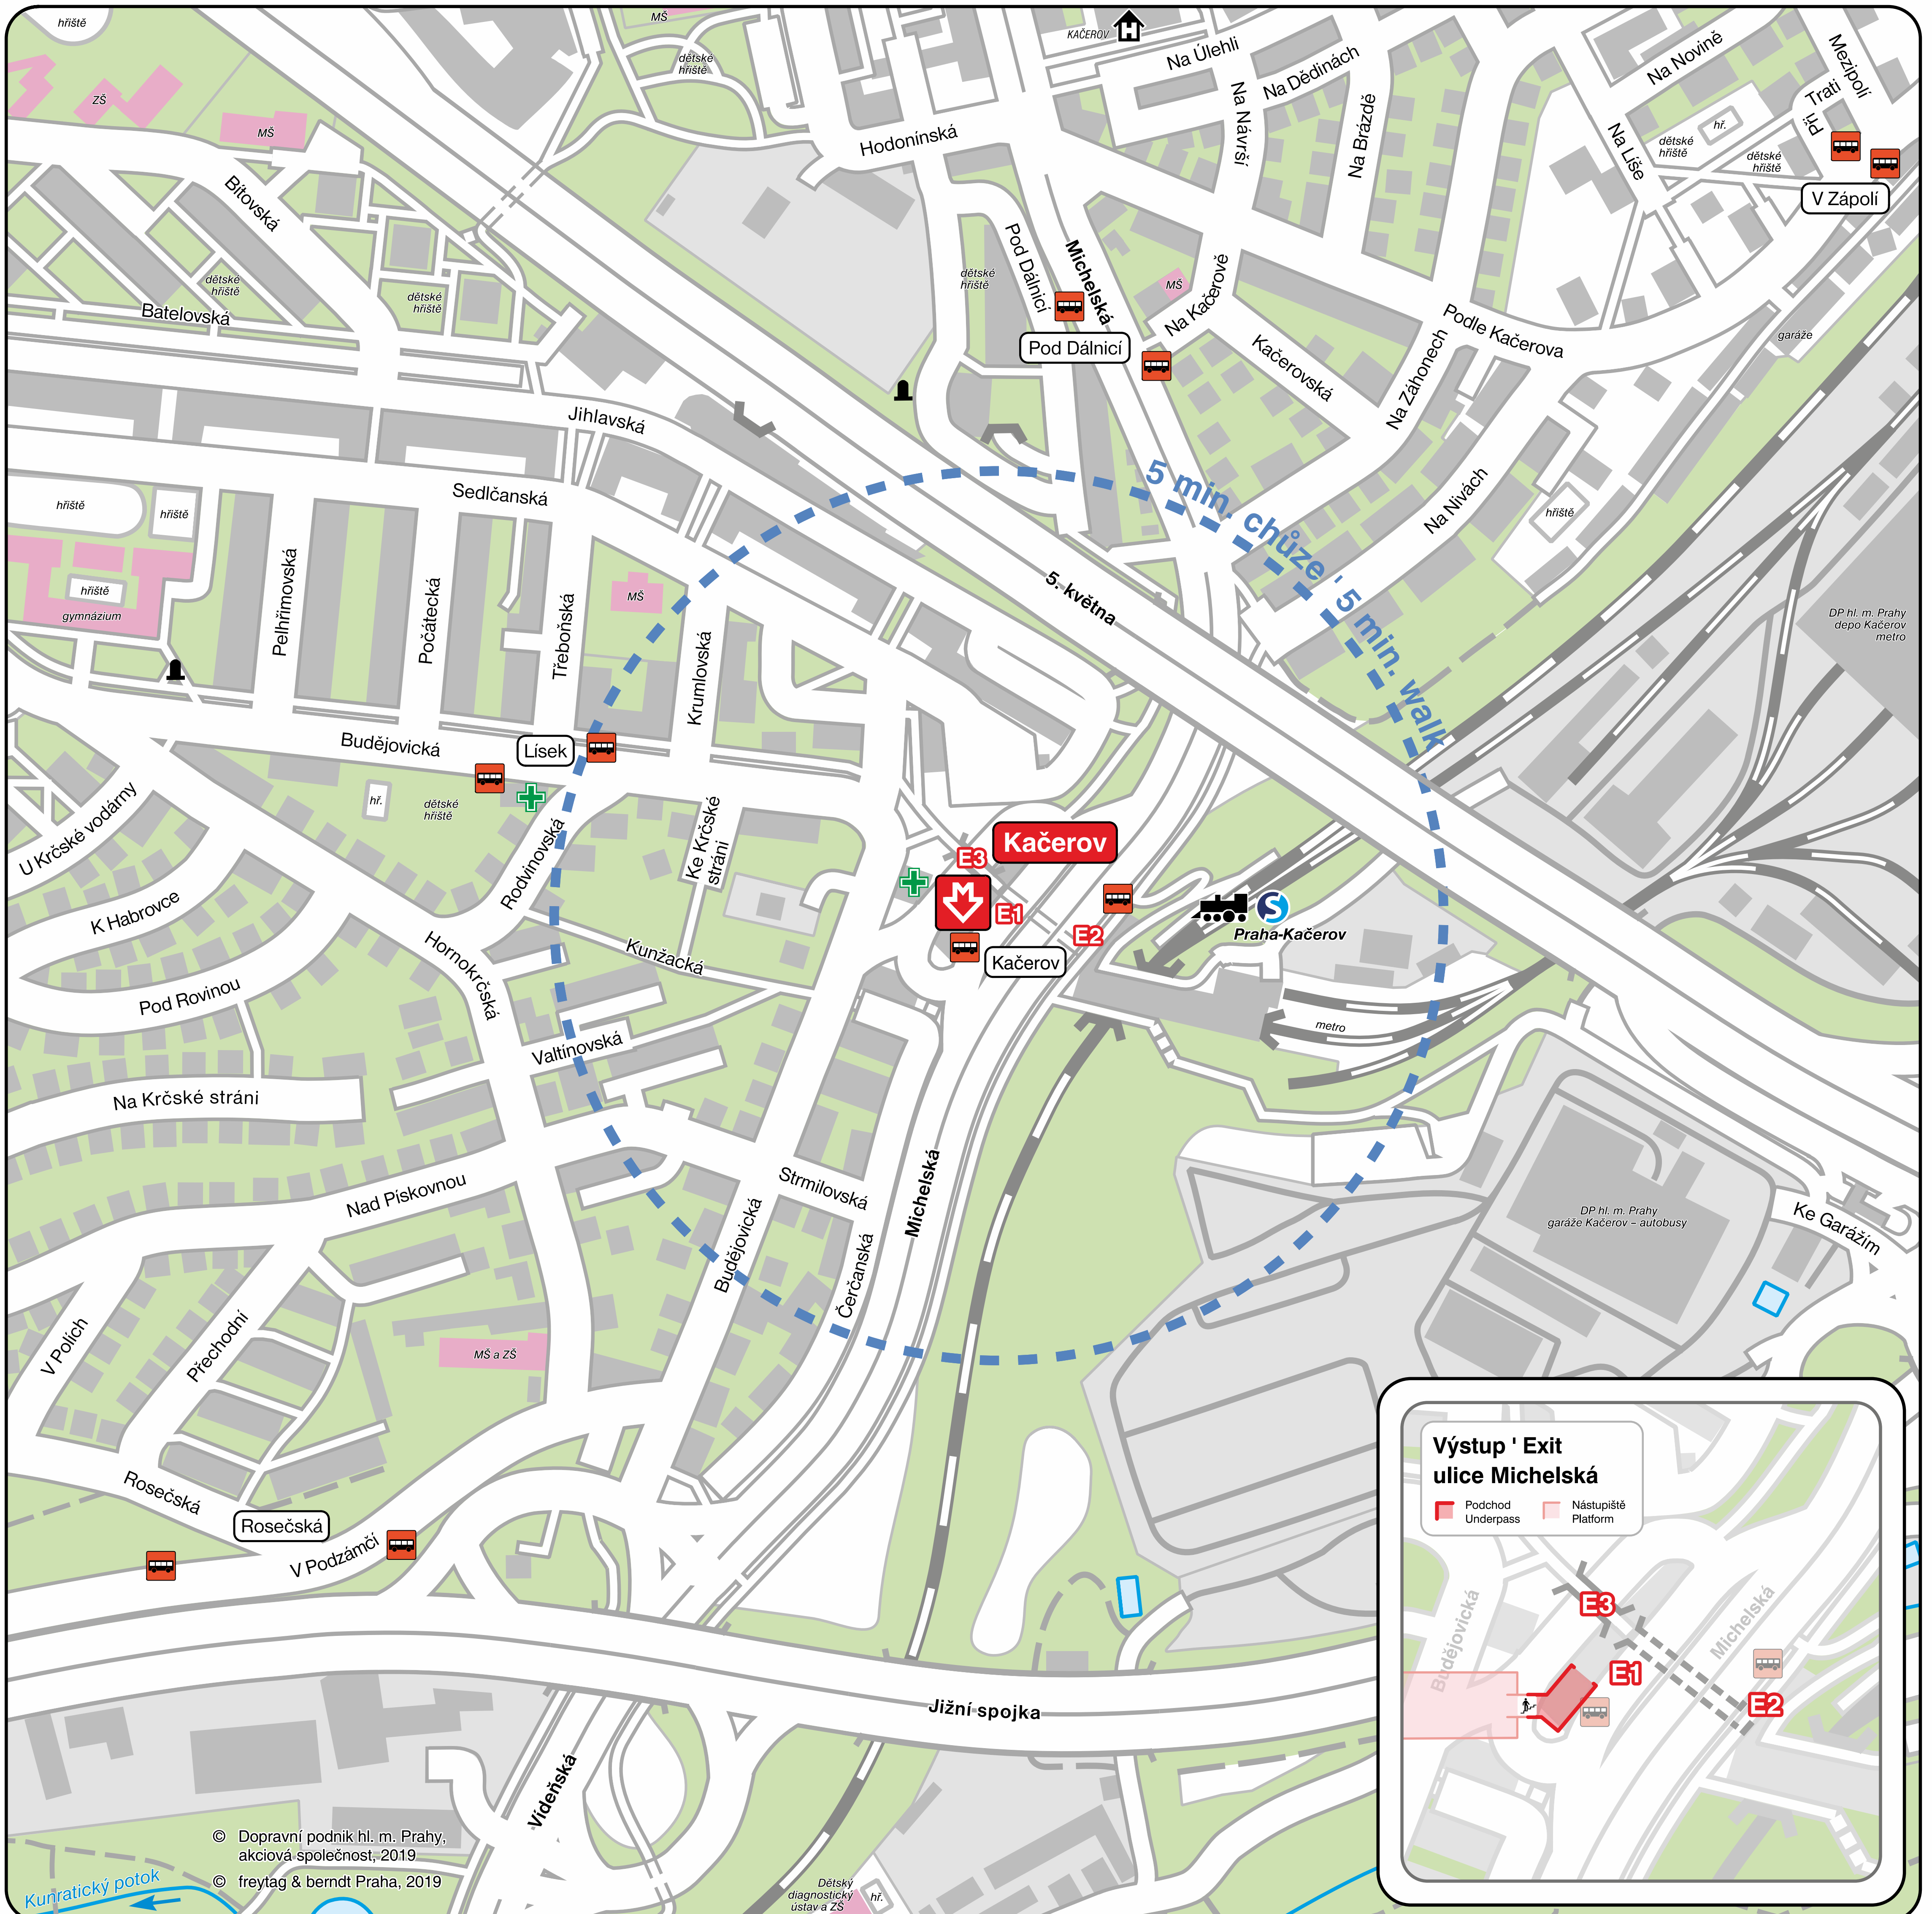 hřiště
MŠ
KAČEROV
H
Na Úlehli
Na Dědinách
Na Novině
Mezipolí
dětské
hřiště
ZŠ
MŠ
Hodonínská
Na Návrší
Na Brázdě
Na Liše
Při Trati
hř.
dětské
hřiště
dětské
hřiště
V Zápolí
Bítovská
dětské
hřiště
dětské
hřiště
dětské
hřiště
Pod Dálnicí
Michelská
MŠ
Na Kačerově
Batelovská
Pod Dálnicí
Podle Kačerova
garáže
Kačerovská
Na Záhonech
Jihlavská
Sedlčanská
5 min. chůze ' 5 min. walk
Na Nivách
hřiště
hřiště
hřiště
hřiště
gymnázium
Pelhřimovská
Počátecká
Třeboňská
MŠ
Krumlovská
5. května
DP hl. m. Prahy
depo Kačerov
metro
Budějovická
Lísek
hř.
dětské
hřiště
U Krčské vodárny
Rodvinovská
Ke Krčské
stráni
Kačerov
E3
E1
E2
Kačerov
Praha-Kačerov
S
K Habrovce
Hornokrčská
Kunžacká
Pod Rovinou
Valtínovská
metro
Na Krčské stráni
Nad Pískovnou
Strmilovská
Michelská
Budějovická
Čerčanská
DP hl. m. Prahy
garáže Kačerov – autobusy
Ke Garážím
V Polích
Přechodní
MŠ a ZŠ
Rosečská
Rosečská
V Podzámčí
Jižní spojka
Vídeňská
Výstup ' Exit
ulice Michelská
Podchod
Underpass
Nástupiště
Platform
Budějovická
Michelská
E3
E1
E2
© Dopravní podnik hl. m. Prahy,
akciová společnost, 2019
© freytag & berndt Praha, 2019
Kunratický potok
Dětský
diagnostický
ústav a ZŠ
hř.